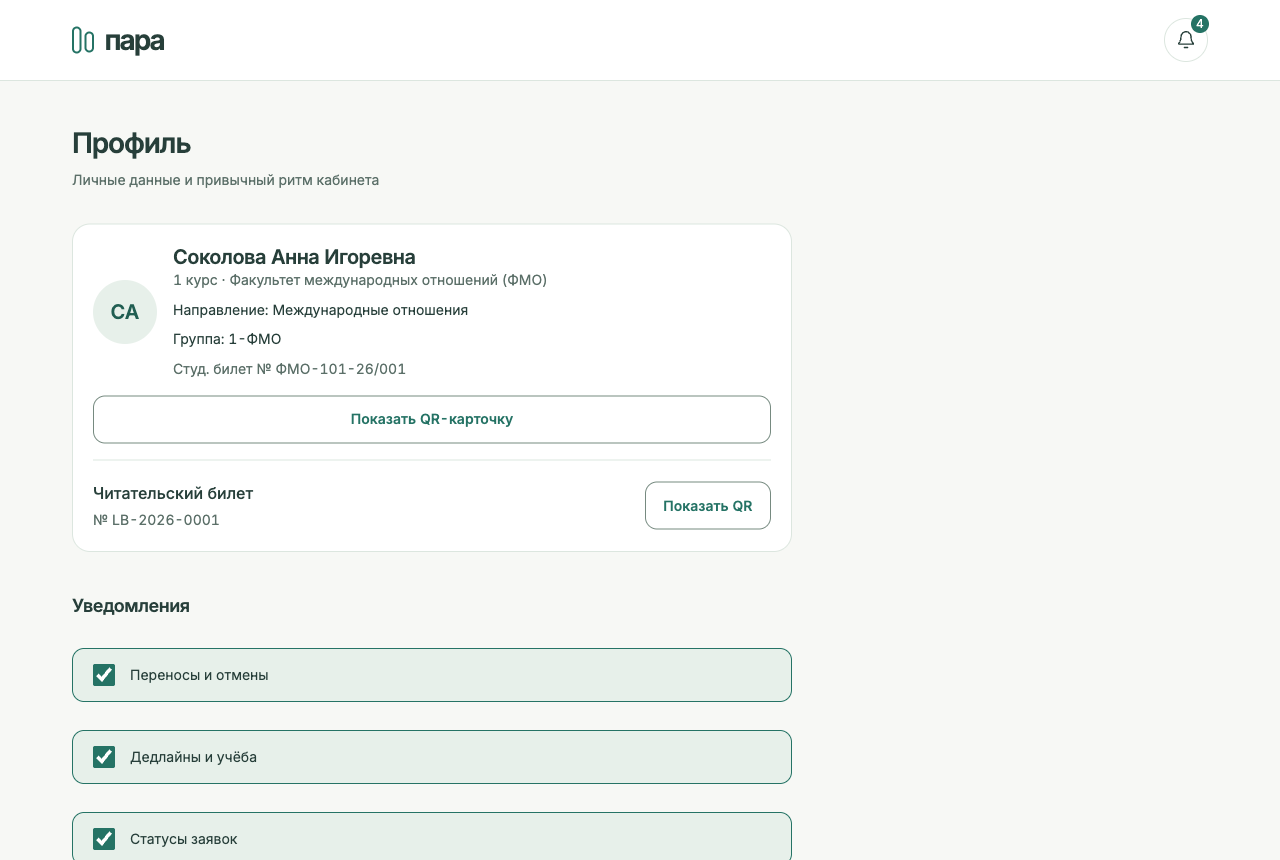 пара
4
Профиль
Личные данные и привычный ритм кабинета
СА
Соколова Анна Игоревна
1 курс · Факультет международных отношений (ФМО)
Направление: Международные отношения
Группа: 1-ФМО
Студ. билет № ФМО-101-26/001
Показать QR-карточку
Читательский билет
№ LB-2026-0001
Показать QR
Уведомления
Переносы и отмены
Дедлайны и учёба
Статусы заявок